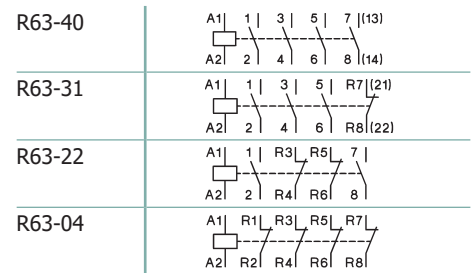 R63-40
A1 1 3 5 7 (13)
A2 2 4 6 8 (14)
R63-31
A1 1 3 5 R7 (21)
A2 2 4 6 R8 (22)
R63-22
A1 1 R3 R5 7
A2 2 R4 R6 8
R63-04
A1 R1 R3 R5 R7
A2 R2 R4 R6 R8